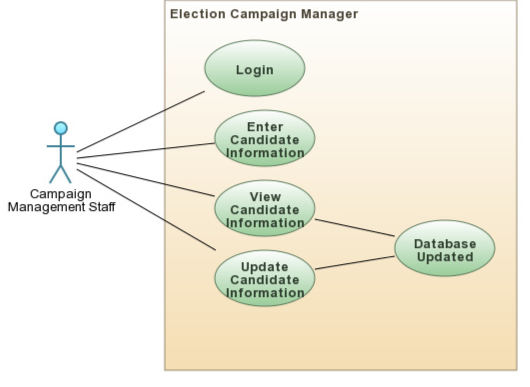 Election Campaign Manager
Login
Enter
Candidate
Information
Campaign
Management Staff
View
Candidate
Information
Database
Updated
Update
Candidate
Information